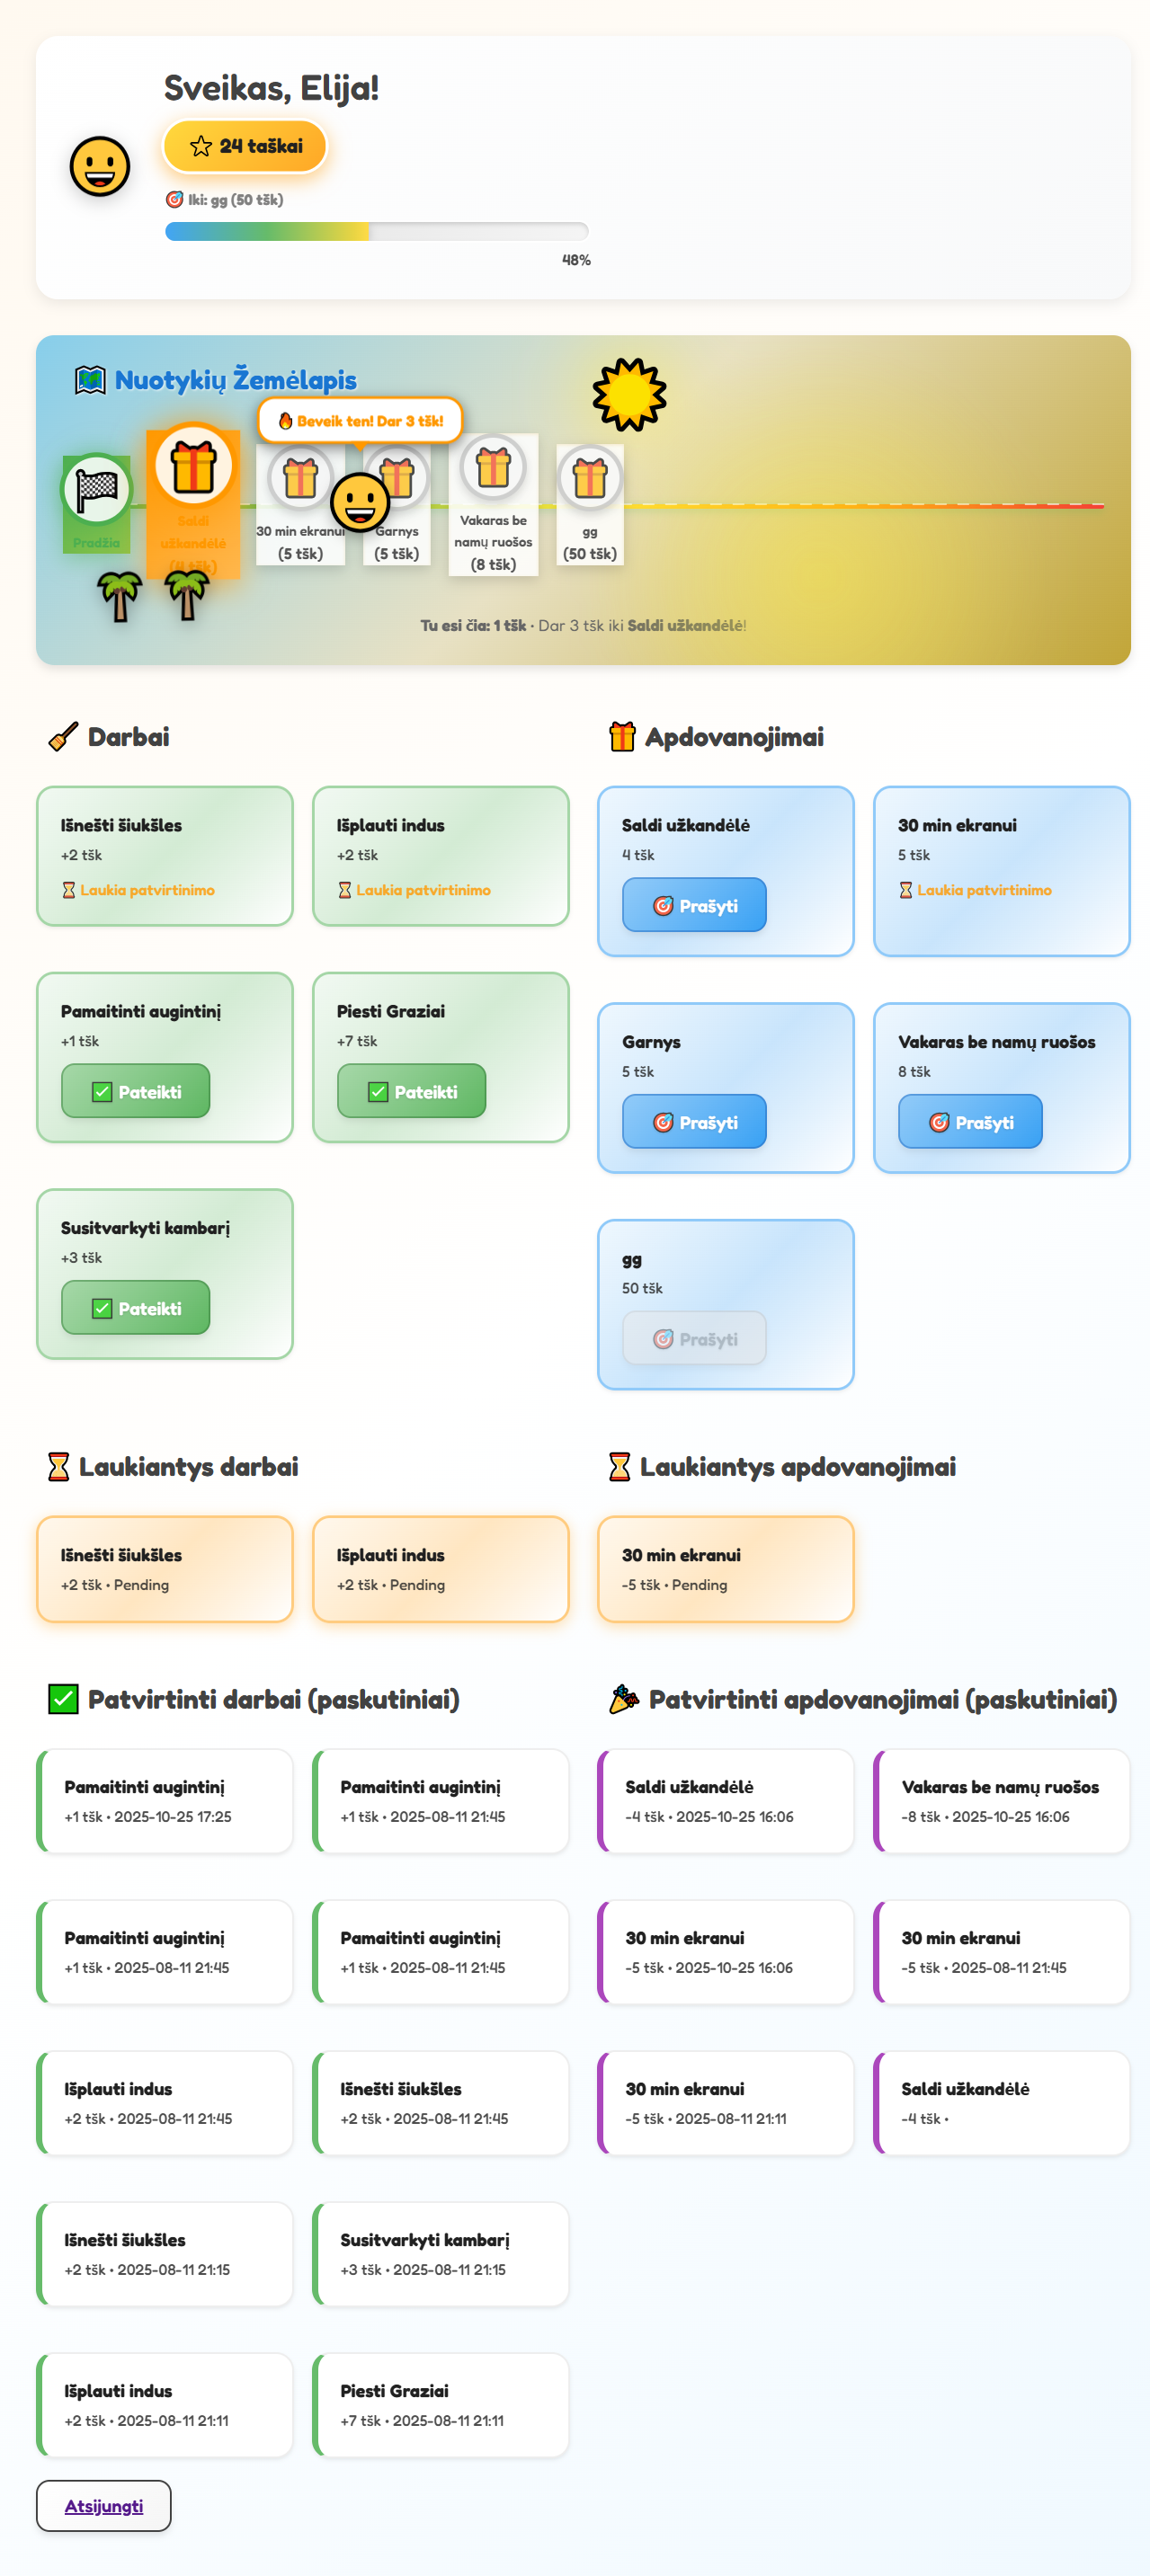 Sveikas, Elija!
24 taškai
Iki: gg (50 tšk)
48%
Nuotykių Žemėlapis
Beveik ten! Dar 3 tšk!
Pradžia
Saldi
užkandėlė
(4 tšk)
30 min ekranui
(5 tšk)
Garnys
(5 tšk)
Vakaras be
namų ruošos
(8 tšk)
gg
(50 tšk)
Tu esi čia: 1 tšk • Dar 3 tšk iki Saldi užkandėlė!
Darbai
Išnešti šiukšles
+2 tšk
Laukia patvirtinimo
Išplauti indus
+2 tšk
Laukia patvirtinimo
Pamaitinti augintinį
+1 tšk
Pateikti
Piesti Graziai
+7 tšk
Pateikti
Susitvarkyti kambarį
+3 tšk
Pateikti
Apdovanojimai
Saldi užkandėlė
4 tšk
Prašyti
30 min ekranui
5 tšk
Laukia patvirtinimo
Garnys
5 tšk
Prašyti
Vakaras be namų ruošos
8 tšk
Prašyti
gg
50 tšk
Prašyti
Laukiantys darbai
Išnešti šiukšles
+2 tšk • Pending
Išplauti indus
+2 tšk • Pending
Laukiantys apdovanojimai
30 min ekranui
-5 tšk • Pending
Patvirtinti darbai (paskutiniai)
Pamaitinti augintinį
+1 tšk • 2025-10-25 17:25
Pamaitinti augintinį
+1 tšk • 2025-08-11 21:45
Pamaitinti augintinį
+1 tšk • 2025-08-11 21:45
Pamaitinti augintinį
+1 tšk • 2025-08-11 21:45
Išplauti indus
+2 tšk • 2025-08-11 21:45
Išnešti šiukšles
+2 tšk • 2025-08-11 21:45
Išnešti šiukšles
+2 tšk • 2025-08-11 21:15
Susitvarkyti kambarį
+3 tšk • 2025-08-11 21:15
Išplauti indus
+2 tšk • 2025-08-11 21:11
Piesti Graziai
+7 tšk • 2025-08-11 21:11
Patvirtinti apdovanojimai (paskutiniai)
Saldi užkandėlė
-4 tšk • 2025-10-25 16:06
Vakaras be namų ruošos
-8 tšk • 2025-10-25 16:06
30 min ekranui
-5 tšk • 2025-10-25 16:06
30 min ekranui
-5 tšk • 2025-08-11 21:45
30 min ekranui
-5 tšk • 2025-08-11 21:11
Saldi užkandėlė
-4 tšk •
Atsijungti